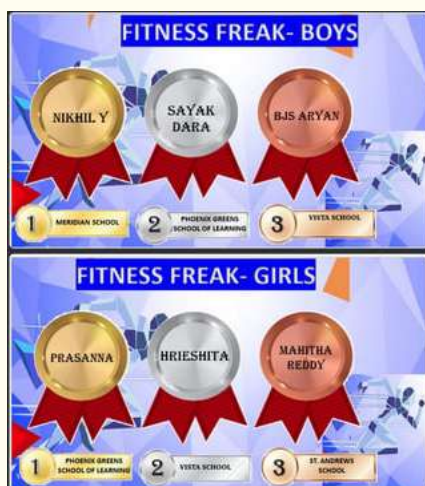 FITNESS FREAK- BOYS
NIKHIL Y
SAYAK
DARA
BJS ARYAN
1
MERIDIAN SCHOOL
2
PHOENIX GREENS
SCHOOL OF LEARNING
3
VISTA SCHOOL
FITNESS FREAK- GIRLS
PRASANNA
HRIESHITA
MAHITHA
REDDY
1
PHOENIX GREENS
SCHOOL OF LEARNING
2
VISTA SCHOOL
3
ST. ANDREWS
SCHOOL